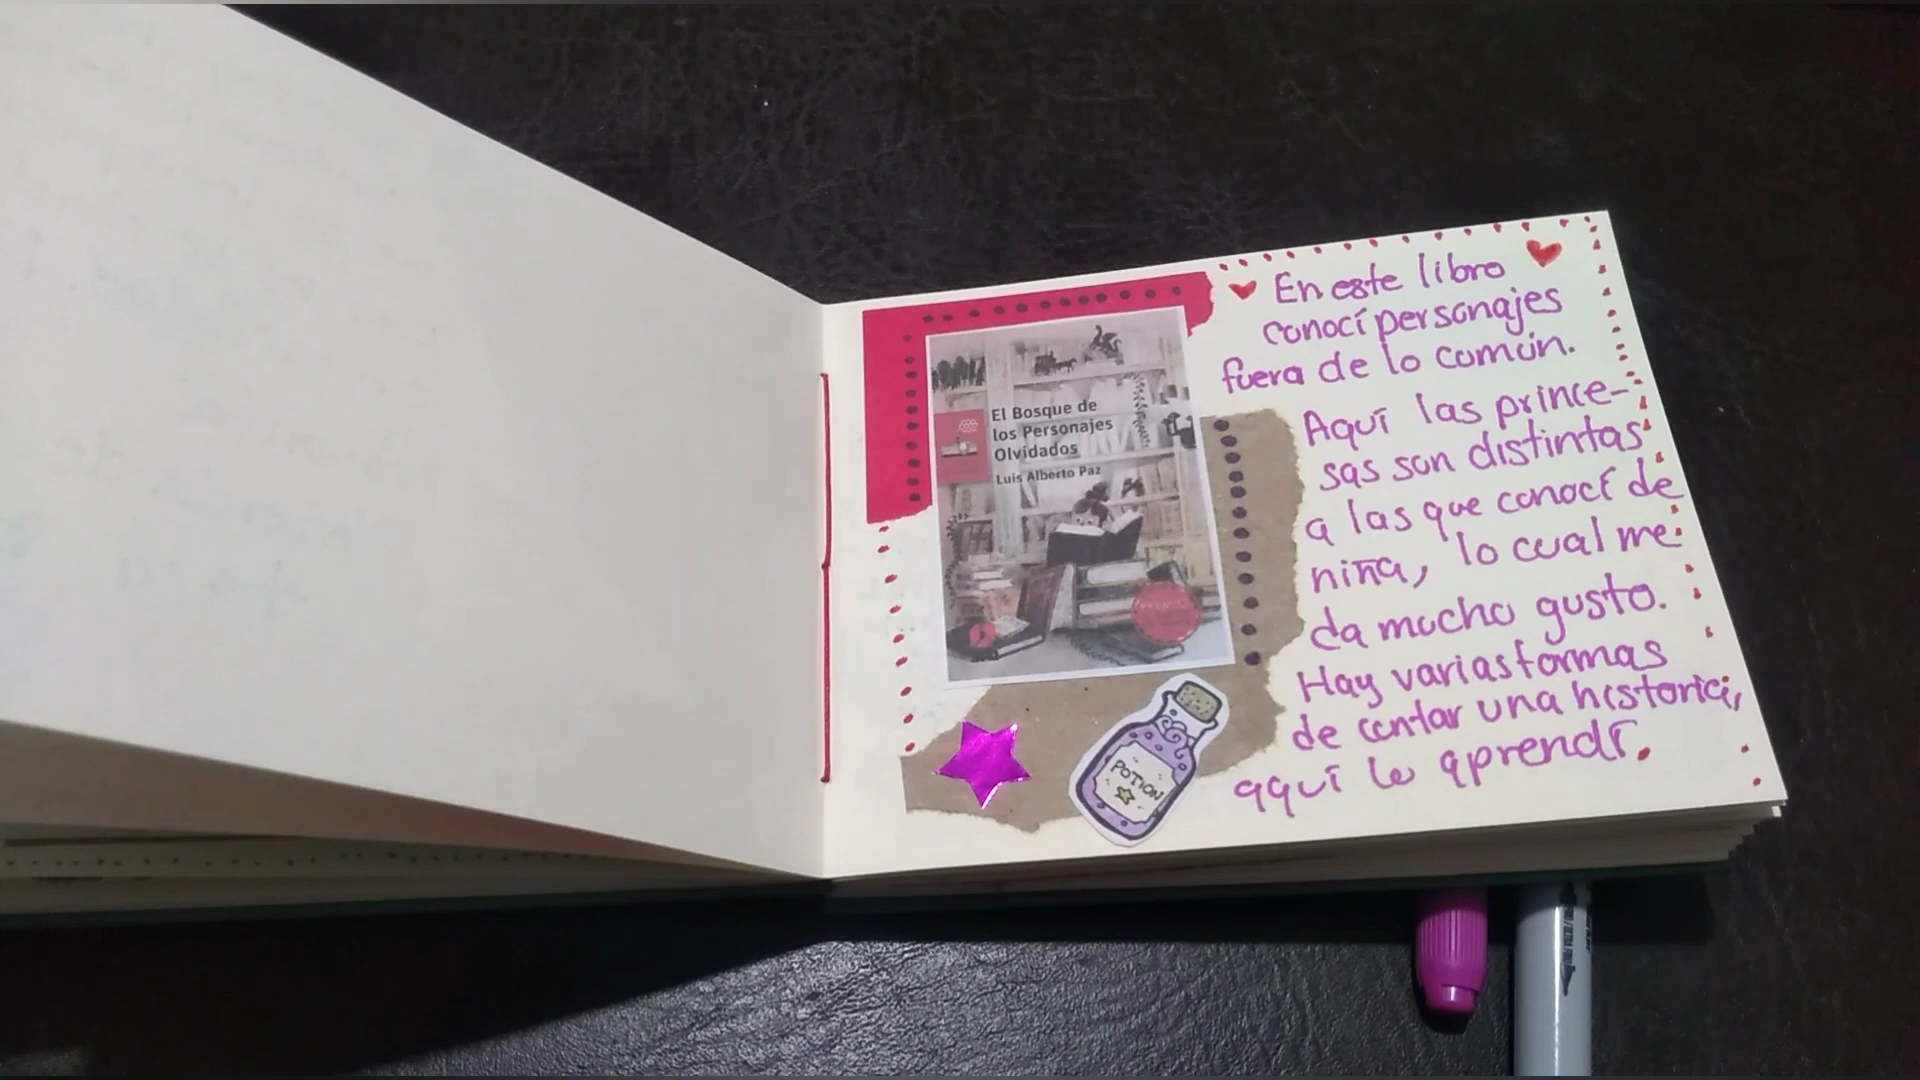 El Bosque de
los Personajes
Olvidados
Luis Alberto Paz
PREMIO
POTION
En este libro
conocí personajes
fuera de lo común.
Aquí las prince-
sas son distintas
a las que conocí de
niña, lo cual me
da mucho gusto.
Hay varias formas
de contar una historia,
aquí lo aprendí.